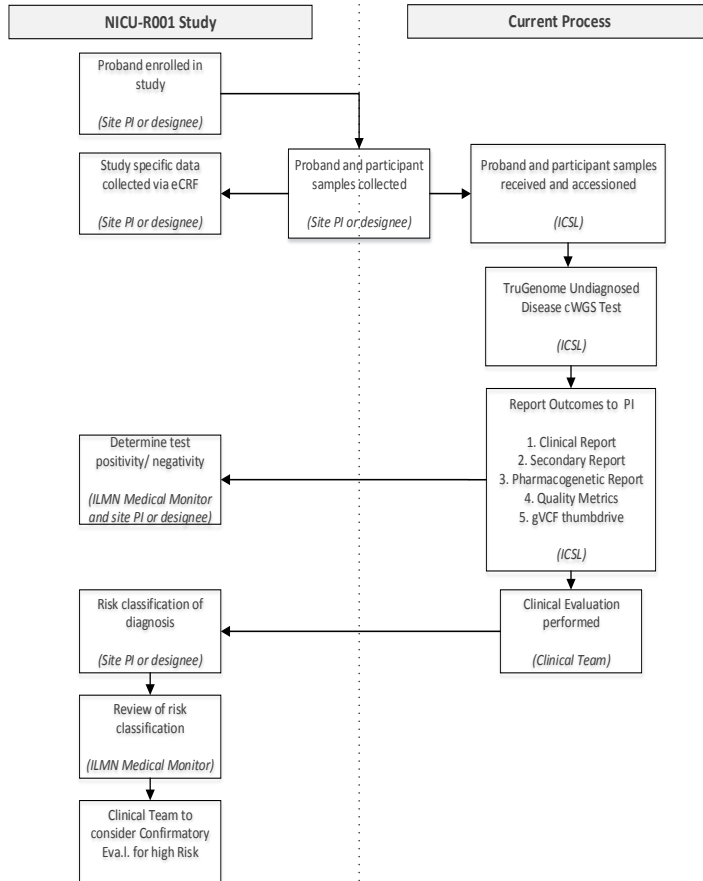 NICU-R001 Study
Current Process
Proband enrolled in
study
(Site PI or designee)
Study specific data
collected via eCRF
(Site PI or designee)
Proband and participant
samples collected
(Site PI or designee)
Proband and participant samples
received and accessioned
(ICSL)
TruGenome Undiagnosed
Disease cWGS Test
(ICSL)
Report Outcomes to PI
1. Clinical Report
2. Secondary Report
3. Pharmacogenetic Report
4. Quality Metrics
5. gVCF thumbdrive
(ICSL)
Determine test
positivity/ negativity
(ILMN Medical Monitor
and site PI or designee)
Clinical Evaluation
performed
(Clinical Team)
Risk classification of
diagnosis
(Site PI or designee)
Review of risk
classification
(ILMN Medical Monitor)
Clinical Team to
consider Confirmatory
Eva.l. for high Risk